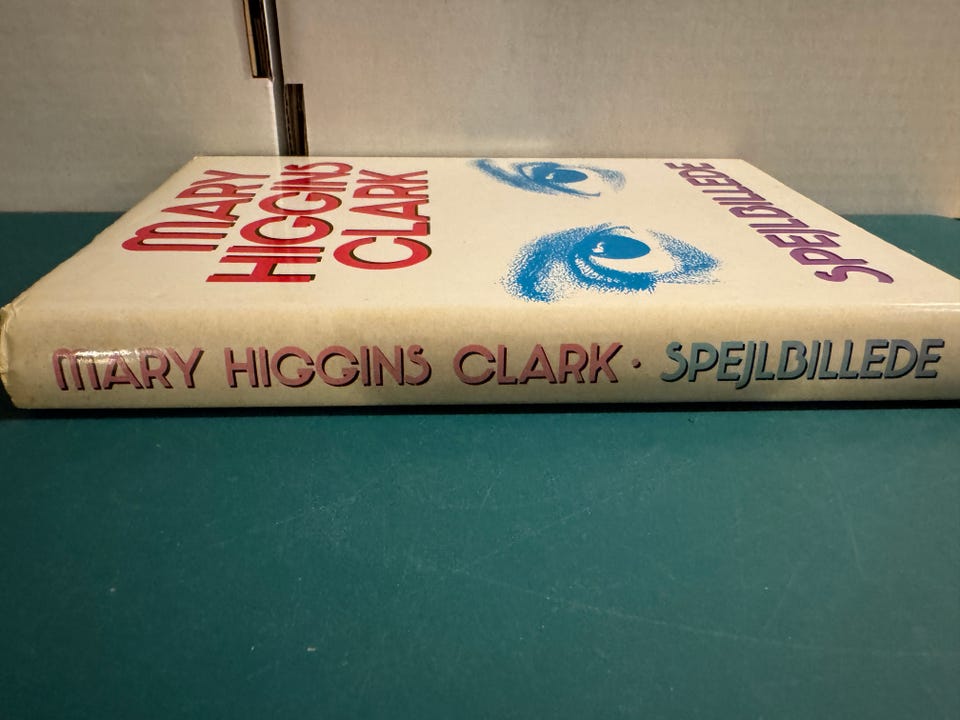 MARY
HIGGINS
CLARK
SPEJLBILLEDE
MARY HIGGINS CLARK · SPEJLBILLEDE